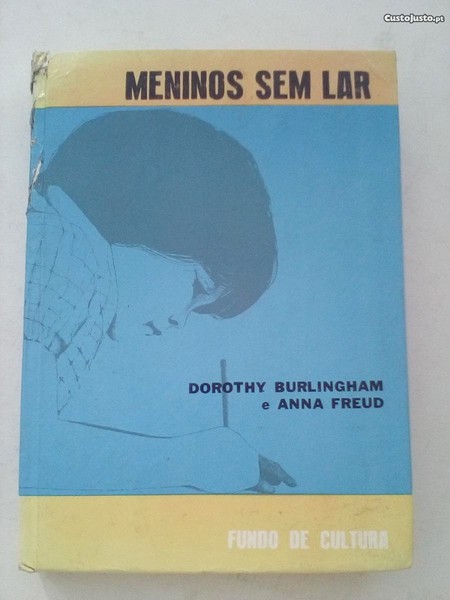 CustoJusto.pt
MENINOS SEM LAR
DOROTHY BURLINGHAM
e ANNA FREUD
FUNDO DE CULTURA